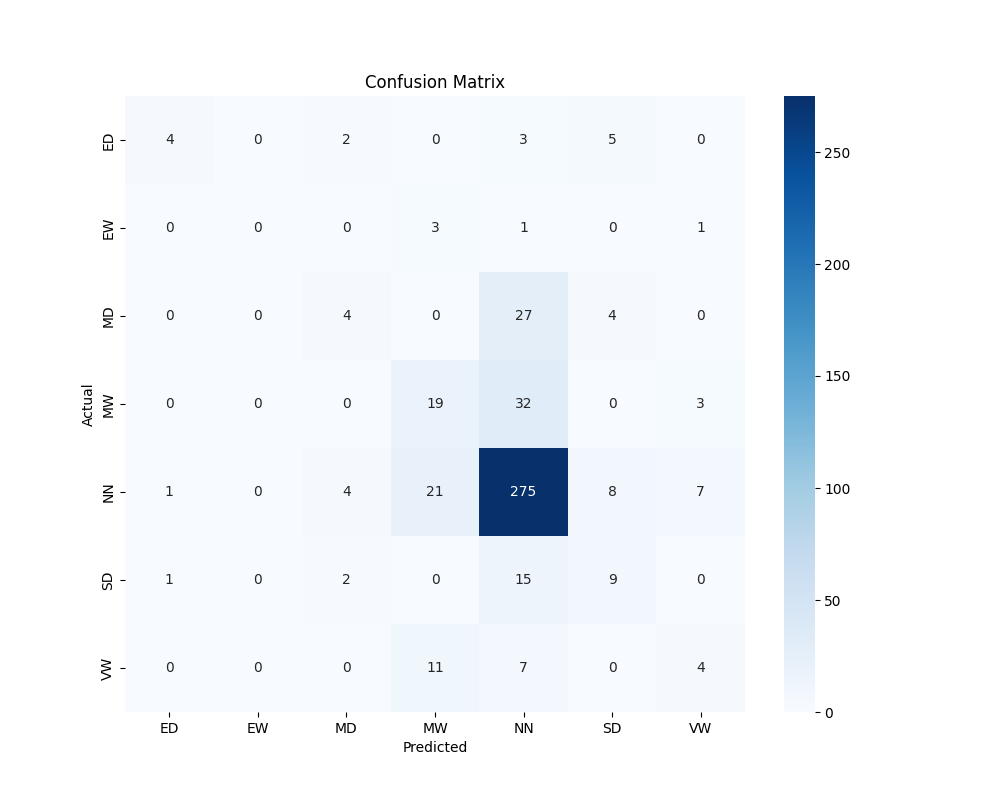 Confusion Matrix
ED 4 0 2 0 3 5 0
EW 0 0 0 3 1 0 1
MD 0 0 4 0 27 4 0
MW 0 0 0 19 32 0 3
NN 1 0 4 21 275 8 7
SD 1 0 2 0 15 9 0
VW 0 0 0 11 7 0 4
Actual
ED EW MD MW NN SD VW
Predicted
250
200
150
100
50
0